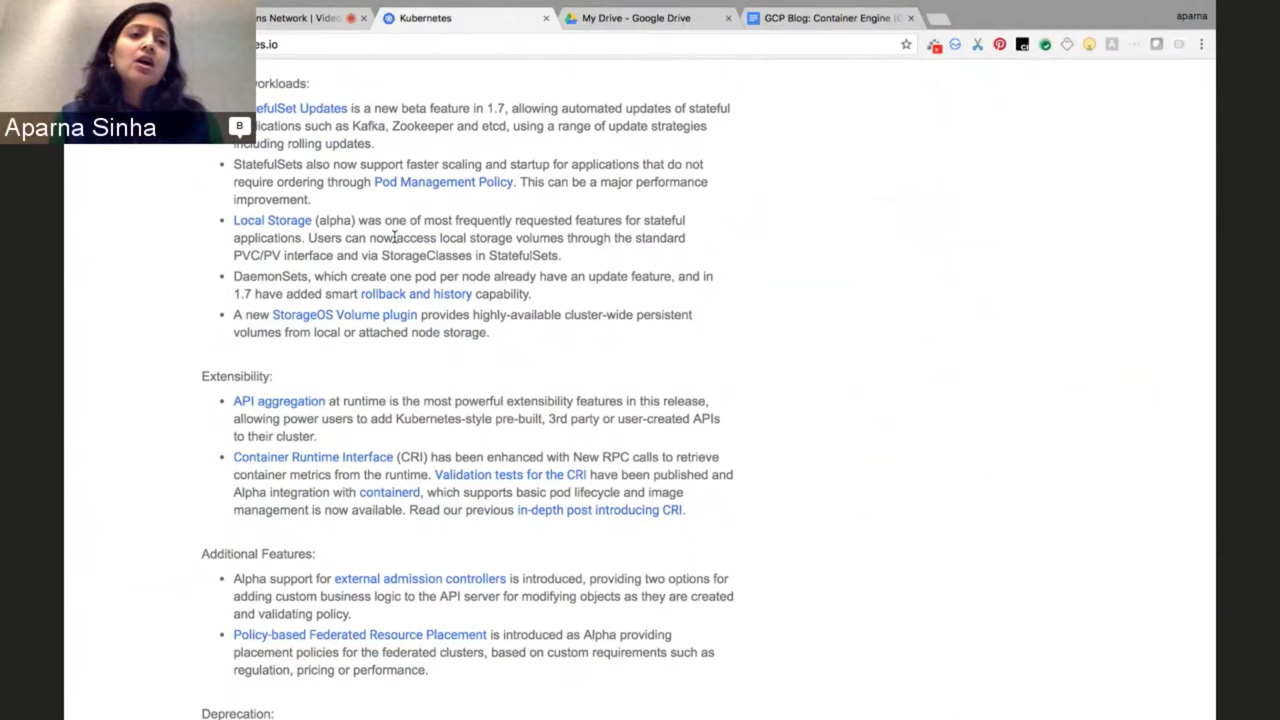 ns Network | Video
Kubernetes
My Drive - Google Drive
GCP Blog: Container Engine (
aparna
es.io
orkloads:
efulSet Updates is a new beta feature in 1.7, allowing automated updates of stateful
lications such as Kafka, Zookeeper and etcd, using a range of update strategies
including rolling updates.
Aparna Sinha
B
• StatefulSets also now support faster scaling and startup for applications that do not
require ordering through Pod Management Policy. This can be a major performance
improvement.
• Local Storage (alpha) was one of most frequently requested features for stateful
applications. Users can now access local storage volumes through the standard
PVC/PV interface and via StorageClasses in StatefulSets.
• DaemonSets, which create one pod per node already have an update feature, and in
1.7 have added smart rollback and history capability.
• A new StorageOS Volume plugin provides highly-available cluster-wide persistent
volumes from local or attached node storage.
Extensibility:
• API aggregation at runtime is the most powerful extensibility features in this release,
allowing power users to add Kubernetes-style pre-built, 3rd party or user-created APIs
to their cluster.
• Container Runtime Interface (CRI) has been enhanced with New RPC calls to retrieve
container metrics from the runtime. Validation tests for the CRI have been published and
Alpha integration with containerd, which supports basic pod lifecycle and image
management is now available. Read our previous in-depth post introducing CRI.
Additional Features:
• Alpha support for external admission controllers is introduced, providing two options for
adding custom business logic to the API server for modifying objects as they are created
and validating policy.
• Policy-based Federated Resource Placement is introduced as Alpha providing
placement policies for the federated clusters, based on custom requirements such as
regulation, pricing or performance.
Deprecation: